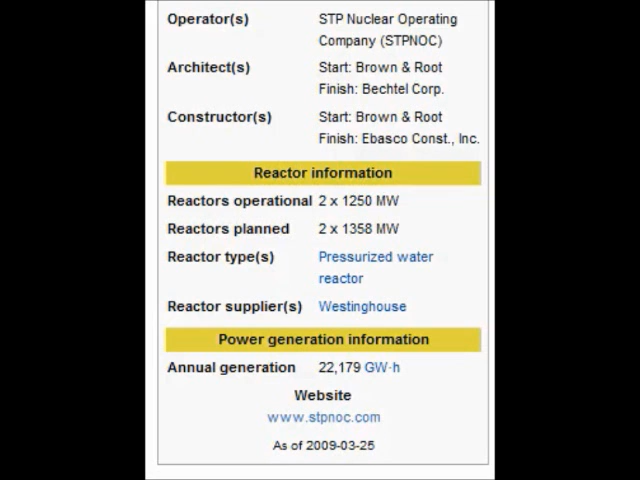 Operator(s) STP Nuclear Operating
Company (STPNOC)
Architect(s) Start: Brown & Root
Finish: Bechtel Corp.
Constructor(s) Start: Brown & Root
Finish: Ebasco Const., Inc.
Reactor information
Reactors operational 2 x 1250 MW
Reactors planned 2 x 1358 MW
Reactor type(s) Pressurized water
reactor
Reactor supplier(s) Westinghouse
Power generation information
Annual generation 22,179 GW·h
Website
www.stpnoc.com
As of 2009-03-25